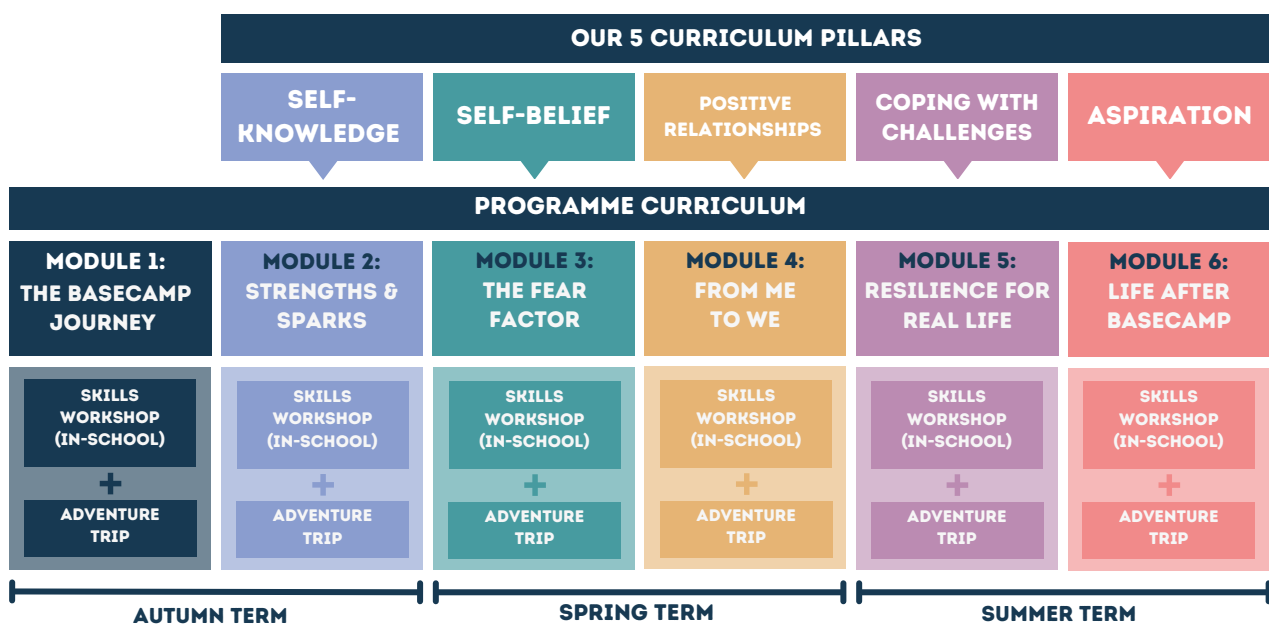 OUR 5 CURRICULUM PILLARS
SELF-
KNOWLEDGE
SELF-BELIEF
POSITIVE
RELATIONSHIPS
COPING WITH
CHALLENGES
ASPIRATION
PROGRAMME CURRICULUM
MODULE 1:
THE BASECAMP
JOURNEY
MODULE 2:
STRENGTHS &
SPARKS
MODULE 3:
THE FEAR
FACTOR
MODULE 4:
FROM ME
TO WE
MODULE 5:
RESILIENCE FOR
REAL LIFE
MODULE 6:
LIFE AFTER
BASECAMP
SKILLS
WORKSHOP
(IN-SCHOOL)
+
ADVENTURE
TRIP
SKILLS
WORKSHOP
(IN-SCHOOL)
+
ADVENTURE
TRIP
SKILLS
WORKSHOP
(IN-SCHOOL)
+
ADVENTURE
TRIP
SKILLS
WORKSHOP
(IN-SCHOOL)
+
ADVENTURE
TRIP
SKILLS
WORKSHOP
(IN-SCHOOL)
+
ADVENTURE
TRIP
SKILLS
WORKSHOP
(IN-SCHOOL)
+
ADVENTURE
TRIP
AUTUMN TERM
SPRING TERM
SUMMER TERM